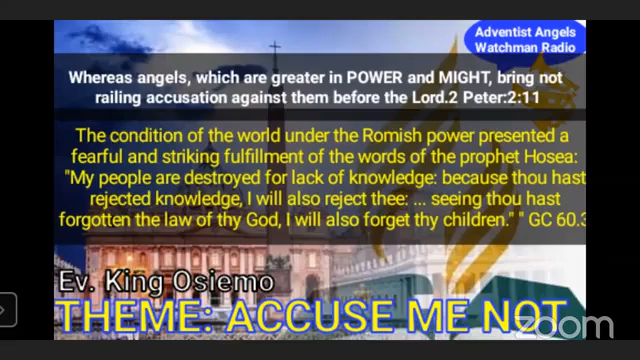 Adventist Angels
Watchman Radio
Whereas angels, which are greater in POWER and MIGHT, bring not
railing accusation against them before the Lord.2 Peter:2:11
The condition of the world under the Romish power presented a
fearful and striking fulfillment of the words of the prophet Hosea:
"My people are destroyed for lack of knowledge: because thou hast
rejected knowledge, I will also reject thee: ... seeing thou hast
forgotten the law of thy God, I will also forget thy children." " GC 60.3
Ev. King Osiemo
THEME: ACCUSE ME NOT
zoom